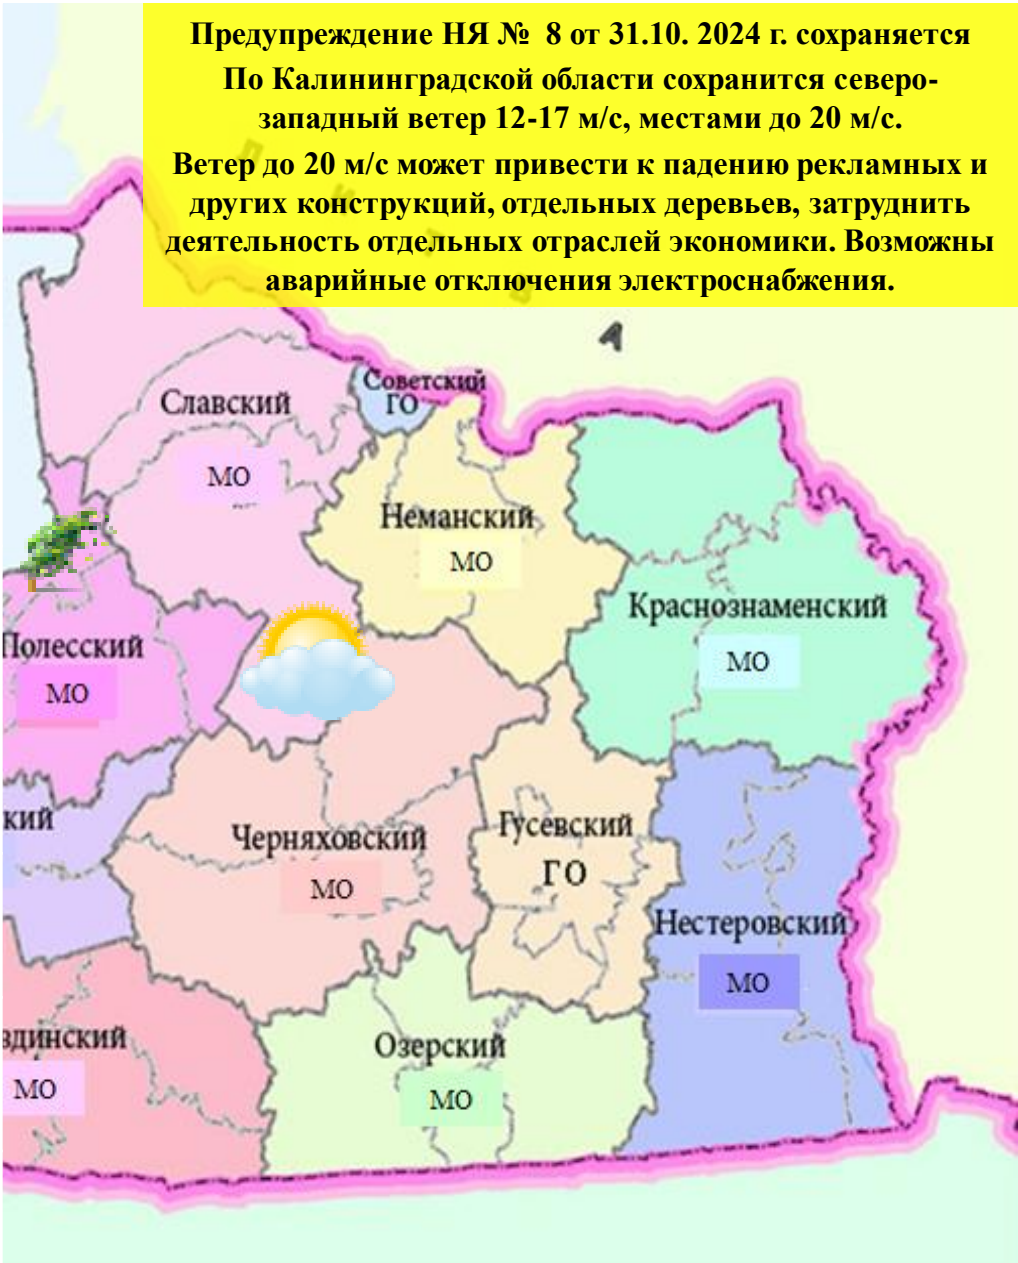 Предупреждение НЯ № 8 от 31.10. 2024 г. сохраняется
По Калининградской области сохранится северо-
западный ветер 12-17 м/с, местами до 20 м/с.
Ветер до 20 м/с может привести к падению рекламных и
других конструкций, отдельных деревьев, затруднить
деятельность отдельных отраслей экономики. Возможны
аварийные отключения электроснабжения.
А
Советский
ГО
Славский
МО
Неманский
МО
Краснознаменский
МО
Полесский
МО
кий
Черняховский
МО
Гусевский
ГО
Нестеровский
МО
здинский
МО
Озерский
МО